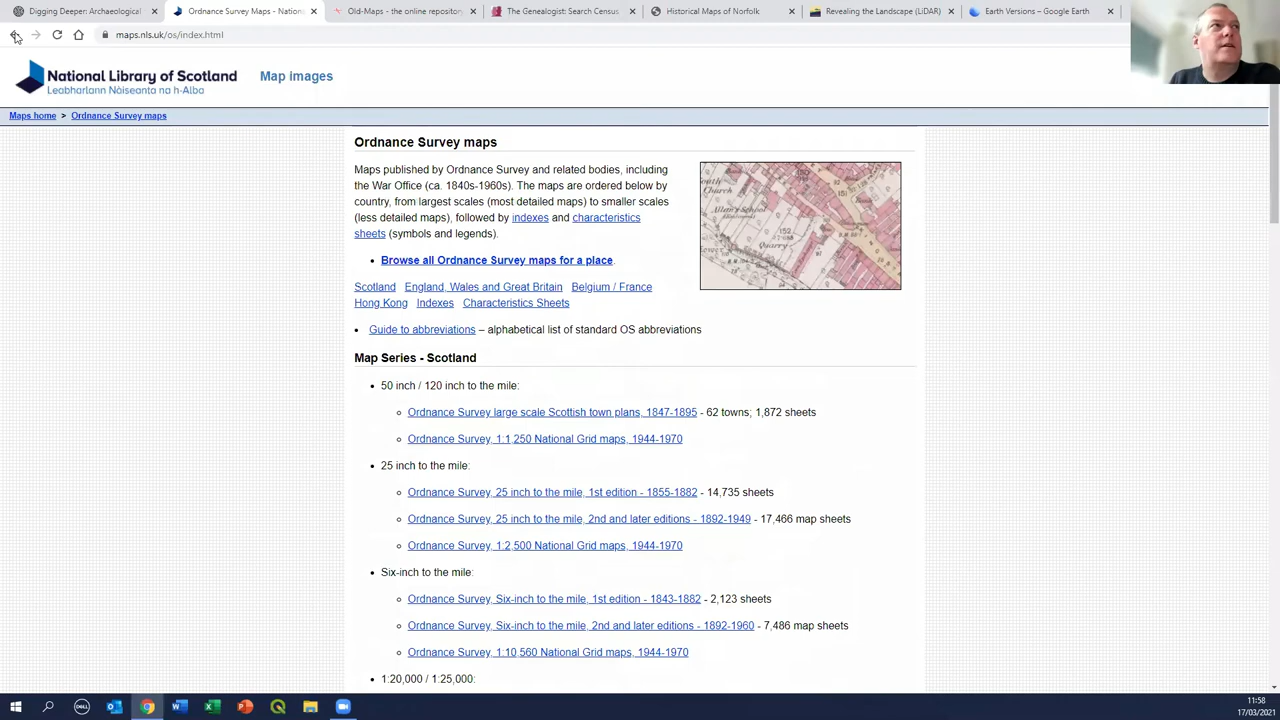 Digging Deeper: Archaeological
Ordnance Survey Maps - Nation
Old-Maps - the online repository
The Genealogist: Search Census
Historical Maps of Norfolk
Revealing the Landscape (LiDAR)
Earth Versions – Google Earth
maps.nls.uk/os/index.html
National Library of Scotland
Leabharlann Nàiseanta na h-Alba
Map images
Maps home > Ordnance Survey maps
Ordnance Survey maps
Maps published by Ordnance Survey and related bodies, including
the War Office (ca. 1840s-1960s). The maps are ordered below by
country, from largest scales (most detailed maps) to smaller scales
(less detailed maps), followed by indexes and characteristics
sheets (symbols and legends).
• Browse all Ordnance Survey maps for a place.
Scotland England, Wales and Great Britain Belgium / France
Hong Kong Indexes Characteristics Sheets
South
Church
Allan's School
152
Quarry
• Guide to abbreviations – alphabetical list of standard OS abbreviations
Map Series - Scotland
• 50 inch / 120 inch to the mile:
Ordnance Survey large scale Scottish town plans, 1847-1895 - 62 towns; 1,872 sheets
Ordnance Survey, 1:1,250 National Grid maps, 1944-1970
• 25 inch to the mile:
Ordnance Survey, 25 inch to the mile, 1st edition - 1855-1882 - 14,735 sheets
Ordnance Survey, 25 inch to the mile, 2nd and later editions - 1892-1949 - 17,466 map sheets
Ordnance Survey, 1:2,500 National Grid maps, 1944-1970
• Six-inch to the mile:
Ordnance Survey, Six-inch to the mile, 1st edition - 1843-1882 - 2,123 sheets
Ordnance Survey, Six-inch to the mile, 2nd and later editions - 1892-1960 - 7,486 map sheets
Ordnance Survey, 1:10,560 National Grid maps, 1944-1970
• 1:20,000 / 1:25,000:
DELL
11:58
17/03/2021